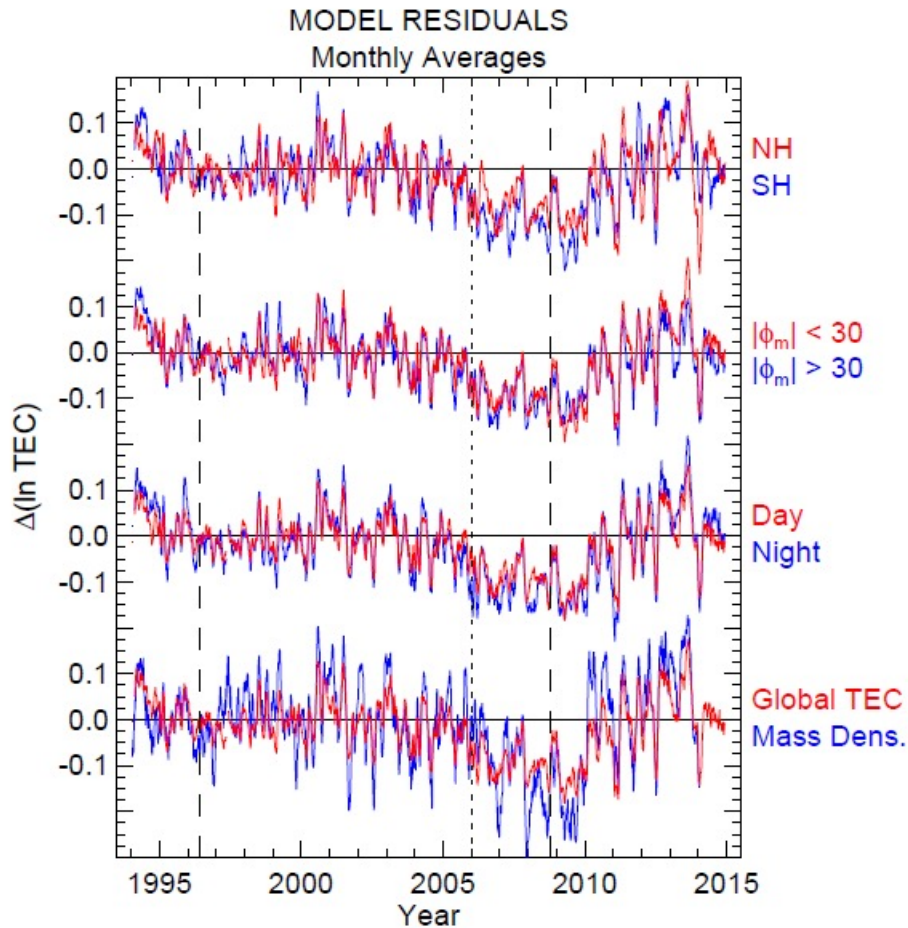 MODEL RESIDUALS
Monthly Averages
0.1
0.0
-0.1
NH
SH
0.1
0.0
-0.1
|ϕm| < 30
|ϕm| > 30
0.1
0.0
-0.1
Day
Night
0.1
0.0
-0.1
Global TEC
Mass Dens.
Δ(ln TEC)
1995 2000 2005 2010 2015
Year